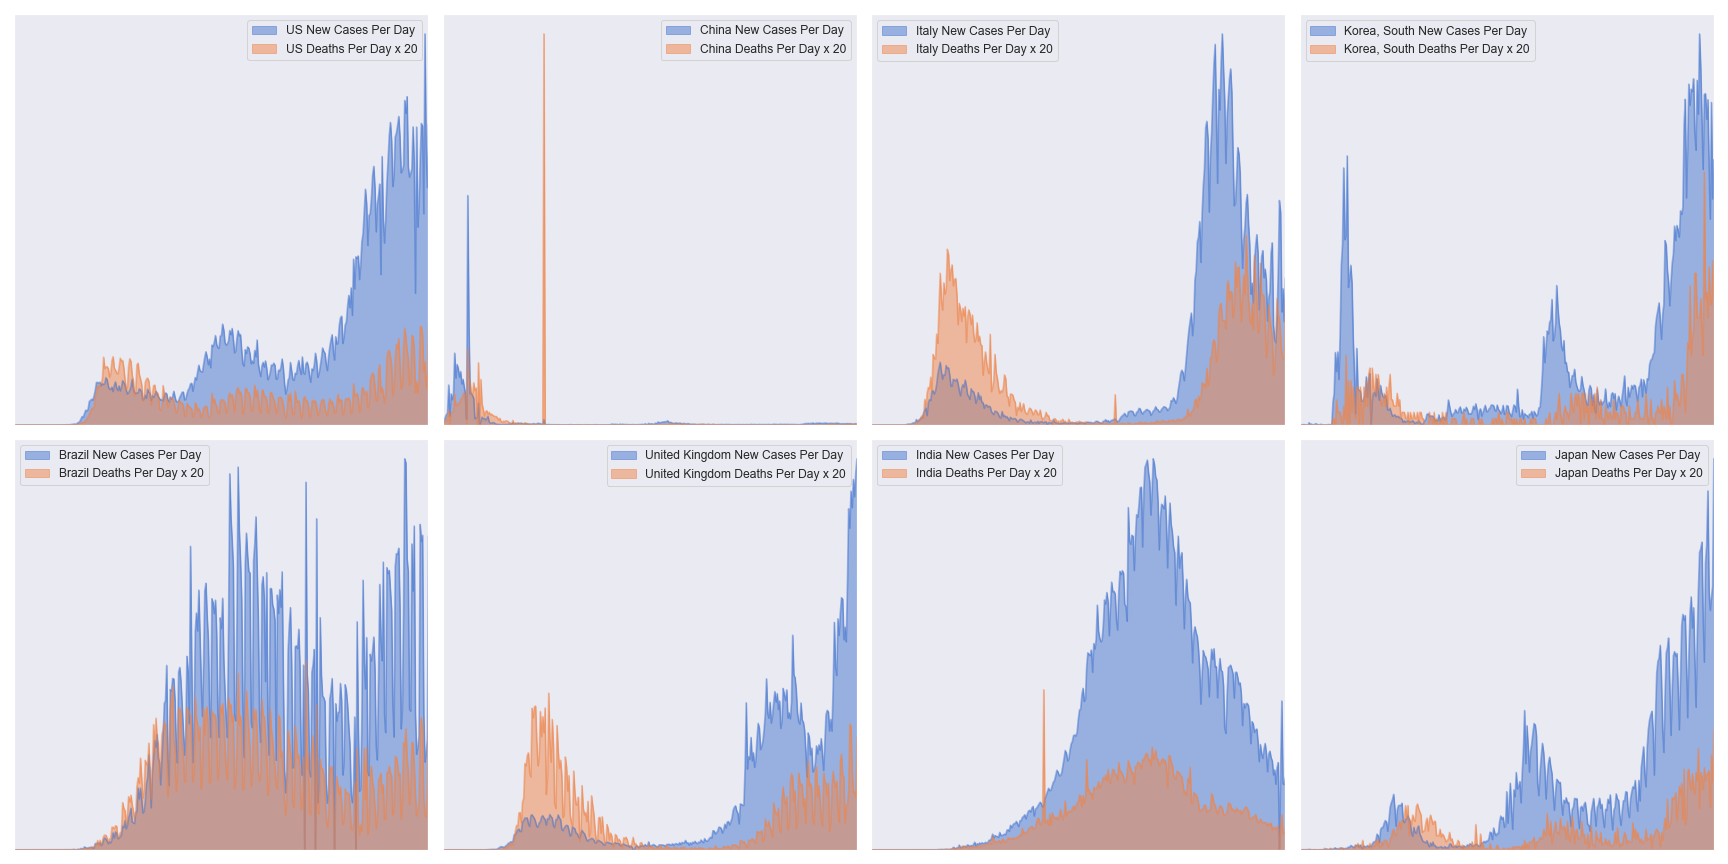 US New Cases Per Day
US Deaths Per Day x 20
China New Cases Per Day
China Deaths Per Day x 20
Italy New Cases Per Day
Italy Deaths Per Day x 20
Korea, South New Cases Per Day
Korea, South Deaths Per Day x 20
Brazil New Cases Per Day
Brazil Deaths Per Day x 20
United Kingdom New Cases Per Day
United Kingdom Deaths Per Day x 20
India New Cases Per Day
India Deaths Per Day x 20
Japan New Cases Per Day
Japan Deaths Per Day x 20